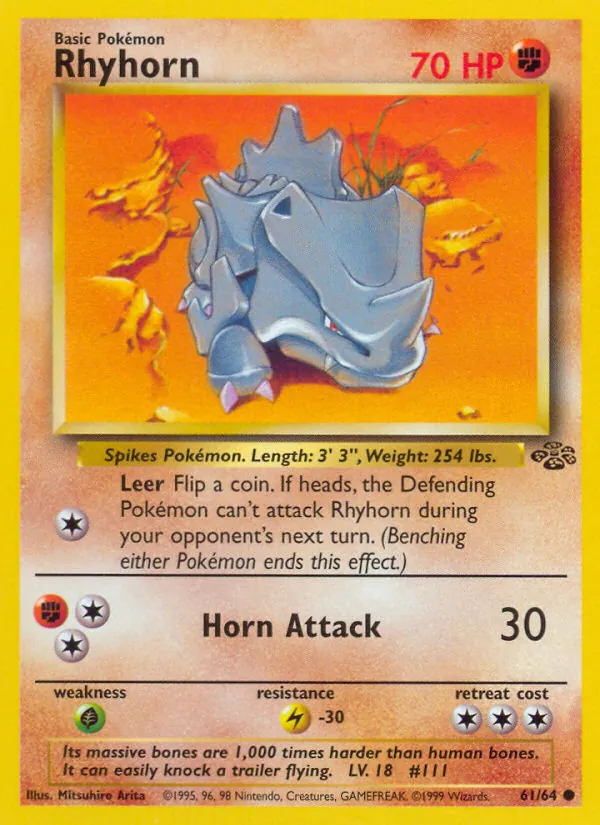 Basic Pokémon
Rhyhorn
70 HP
Spikes Pokémon. Length: 3' 3", Weight: 254 lbs.
Leer Flip a coin. If heads, the Defending
Pokémon can't attack Rhyhorn during
your opponent's next turn. (Benching
either Pokémon ends this effect.)
Horn Attack 30
weakness resistance retreat cost
-30
Its massive bones are 1,000 times harder than human bones.
It can easily knock a trailer flying. LV. 18 #111
Illus. Mitsuhiro Arita ©1995, 96, 98 Nintendo, Creatures, GAMEFREAK. ©1999 Wizards. 61/64